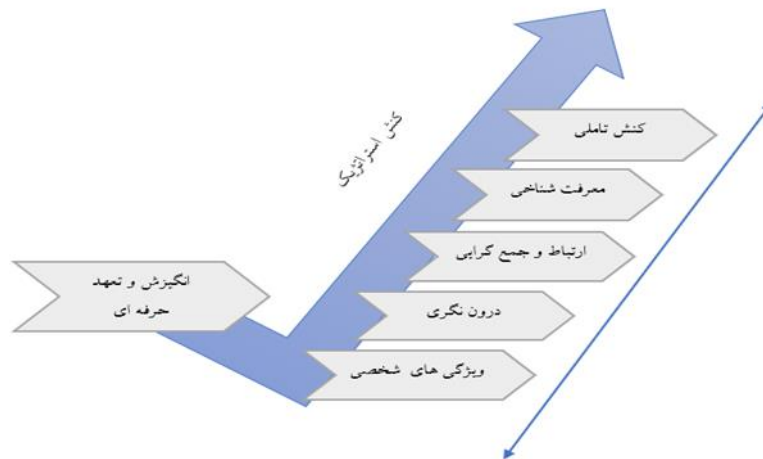 کنش استراتژیک
کنش تاملی
معرفت شناختی
ارتباط و جمع گرایی
انگیزش و تعهد
حرفه ای
درون نگری
ویژگی های شخصی